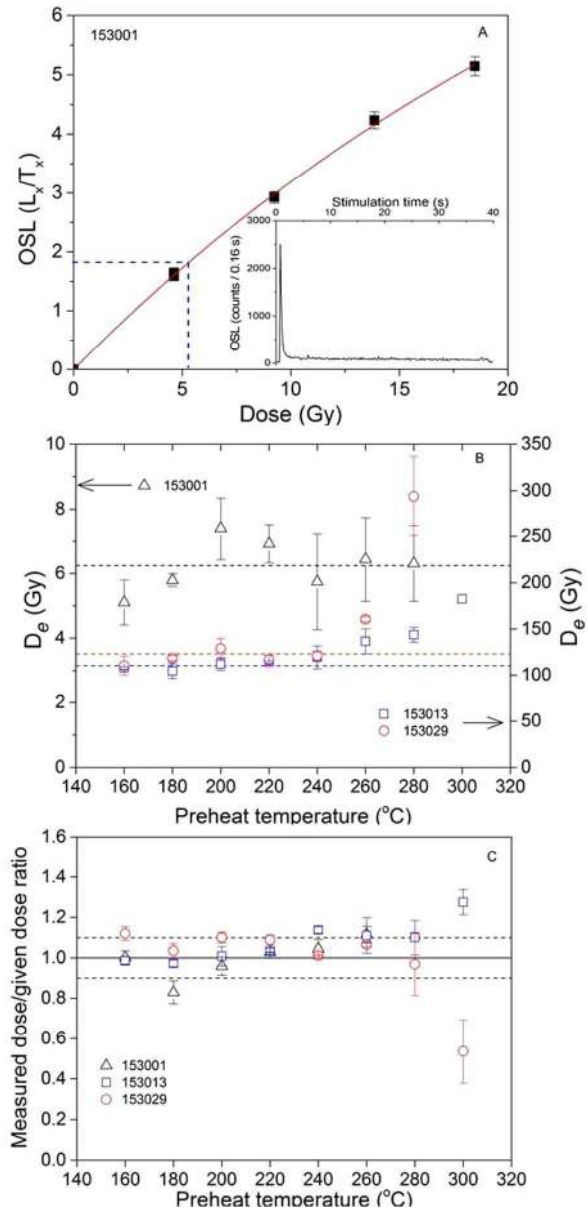 153001
A
OSL (Lx/Tx)
6
5
4
3
2
1
0
0 5 10 15 20
Dose (Gy)
Stimulation time (s)
0 10 20 30 40
OSL (counts / 0.16 s)
3000
2250
1500
750
0
B
153001
De (Gy)
10
8
6
4
2
0
De (Gy)
350
300
250
200
150
100
50
0
153013
153029
140 160 180 200 220 240 260 280 300 320
Preheat temperature (°C)
C
Measured dose/given dose ratio
1.6
1.4
1.2
1.0
0.8
0.6
0.4
0.2
0.0
153001
153013
153029
140 160 180 200 220 240 260 280 300 320
Preheat temperature (°C)